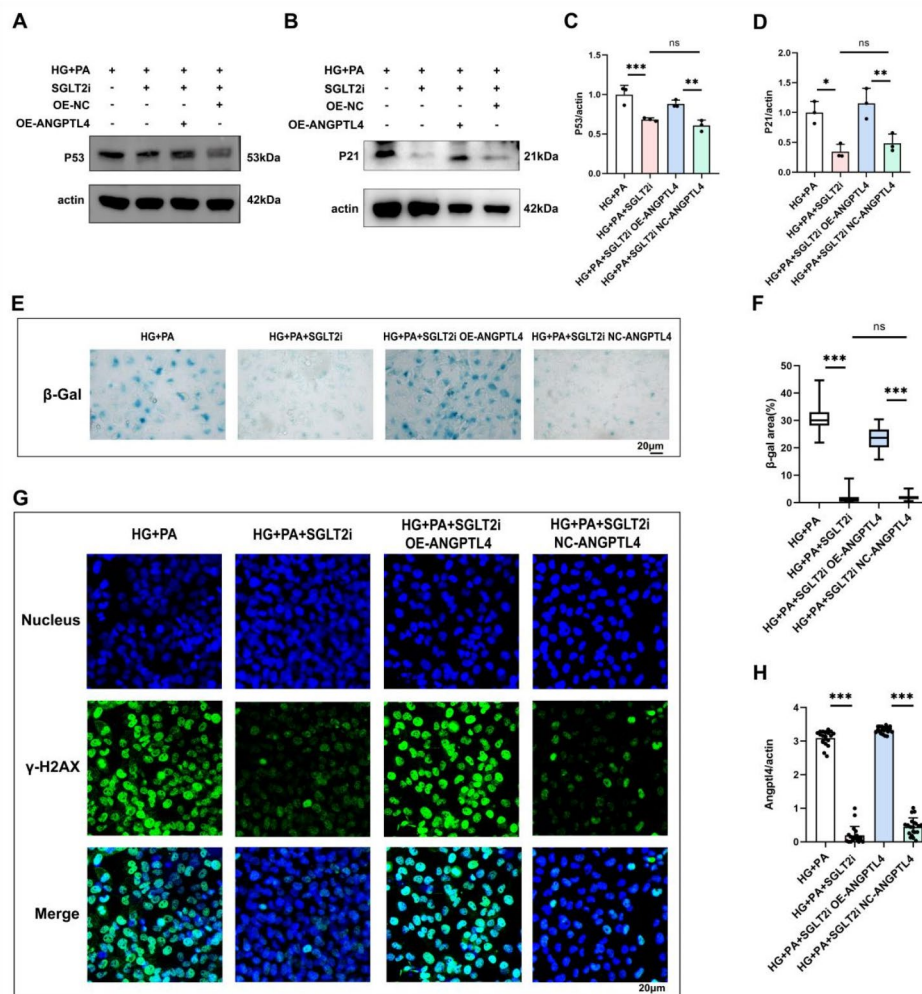 A
HG+PA + + + +
SGLT2i - + + +
OE-NC - - - +
OE-ANGPTL4 - - + -
P53 53kDa
actin 42kDa
B
HG+PA + + + +
SGLT2i - + + +
OE-NC - - - +
OE-ANGPTL4 - - + -
P21 21kDa
actin 42kDa
C
ns
*** **
P53/actin
1.5
1.0
0.5
0.0
HG+PA
HG+PA+SGLT2i
HG+PA+SGLT2i OE-ANGPTL4
HG+PA+SGLT2i NC-ANGPTL4
D
ns
* **
P21/actin
2.0
1.5
1.0
0.5
0.0
HG+PA
HG+PA+SGLT2i
HG+PA+SGLT2i OE-ANGPTL4
HG+PA+SGLT2i NC-ANGPTL4
E
HG+PA HG+PA+SGLT2i HG+PA+SGLT2i OE-ANGPTL4 HG+PA+SGLT2i NC-ANGPTL4
β-Gal
20μm
F
ns
*** ***
β-gal area(%)
50
40
30
20
10
0
HG+PA
HG+PA+SGLT2i
HG+PA+SGLT2i OE-ANGPTL4
HG+PA+SGLT2i NC-ANGPTL4
G
HG+PA HG+PA+SGLT2i HG+PA+SGLT2i HG+PA+SGLT2i
OE-ANGPTL4 NC-ANGPTL4
Nucleus
γ-H2AX
Merge
20μm
H
*** ***
Angptl4/actin
4
3
2
1
0
HG+PA
HG+PA+SGLT2i
HG+PA+SGLT2i OE-ANGPTL4
HG+PA+SGLT2i NC-ANGPTL4